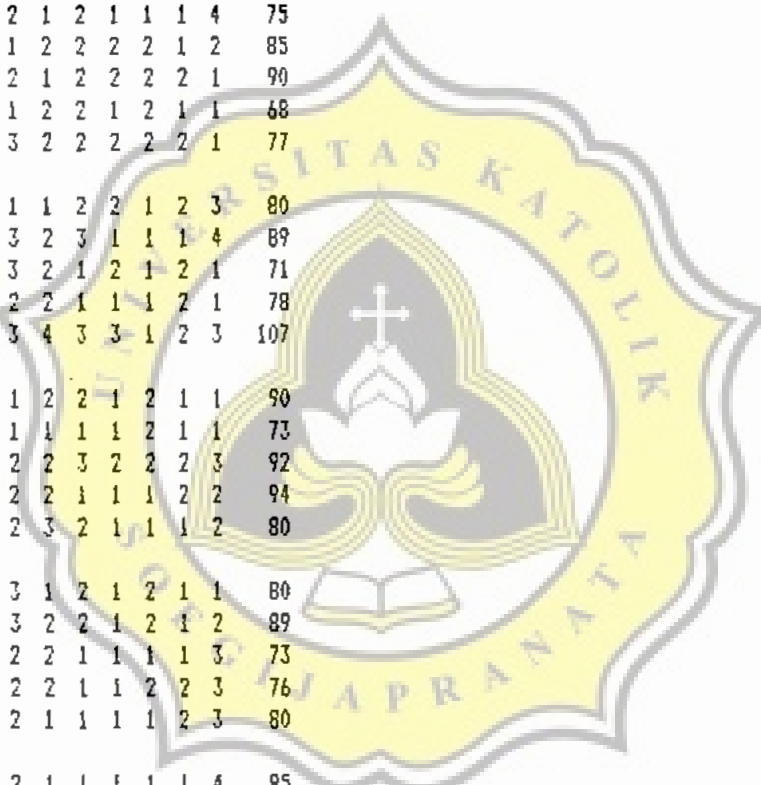 2 1 2 1 1 1 4 75
1 2 2 2 2 1 2 85
2 1 2 2 2 2 1 90
1 2 2 1 2 1 1 68
3 2 2 2 2 2 1 77
1 1 2 2 1 2 3 80
3 2 3 1 1 1 4 89
3 2 1 2 1 2 1 71
2 2 1 1 1 2 1 78
3 4 3 3 1 2 3 107
1 2 2 1 2 1 1 90
1 1 1 1 2 1 1 73
2 2 3 2 2 2 3 92
2 2 1 1 1 2 2 94
2 3 2 1 1 1 2 80
3 1 2 1 2 1 1 80
3 2 2 1 2 1 2 89
2 2 1 1 1 1 3 73
2 2 1 1 2 2 3 76
2 1 1 1 1 2 3 80
2 1 1 1 1 1 4 95
UNIVERSITAS KATOLIK
SOEGIJAPRANATA